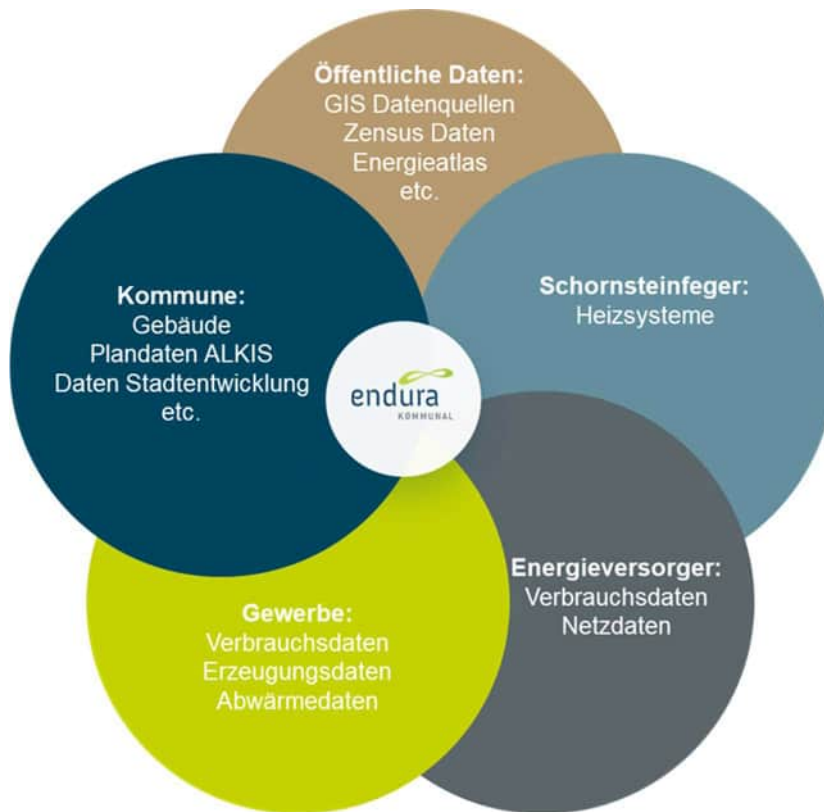 Öffentliche Daten:
GIS Datenquellen
Zensus Daten
Energieatlas
etc.
Schornsteinfeger:
Heizsysteme
Kommune:
Gebäude
Plandaten ALKIS
Daten Stadtentwicklung
etc.
endura
KOMMUNAL
Energieversorger:
Verbrauchsdaten
Netzdaten
Gewerbe:
Verbrauchsdaten
Erzeugungsdaten
Abwärmedaten